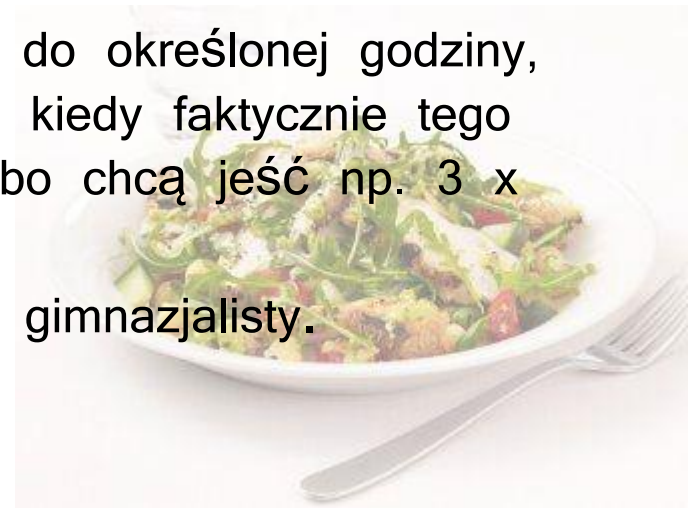 do określonej godziny,
kiedy faktycznie tego
bo chcą jeść np. 3 x
gimnazjalisty.